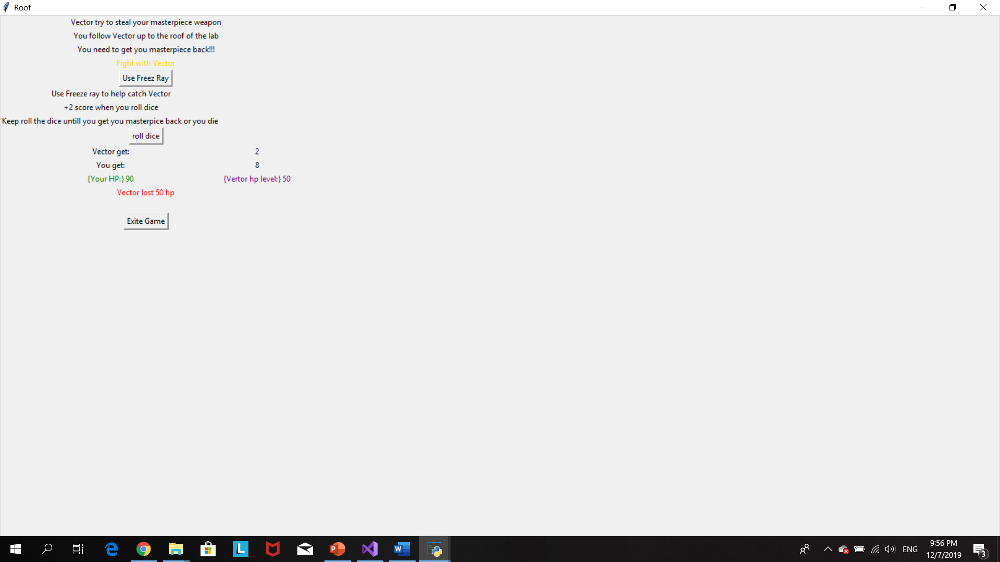 Roof
Vector try to steal your masterpiece weapon
You follow Vector up to the roof of the lab
You need to get you masterpiece back!!!
Fight with Vector
Use Freez Ray
Use Freeze ray to help catch Vector
+2 score when you roll dice
Keep roll the dice untill you get you masterpice back or you die
roll dice
Vector get: 2
You get: 8
{Your HP:} 90 {Vertor hp level:} 50
Vector lost 50 hp
Exite Game
L
P
W
ENG
9:56 PM
12/7/2019
3